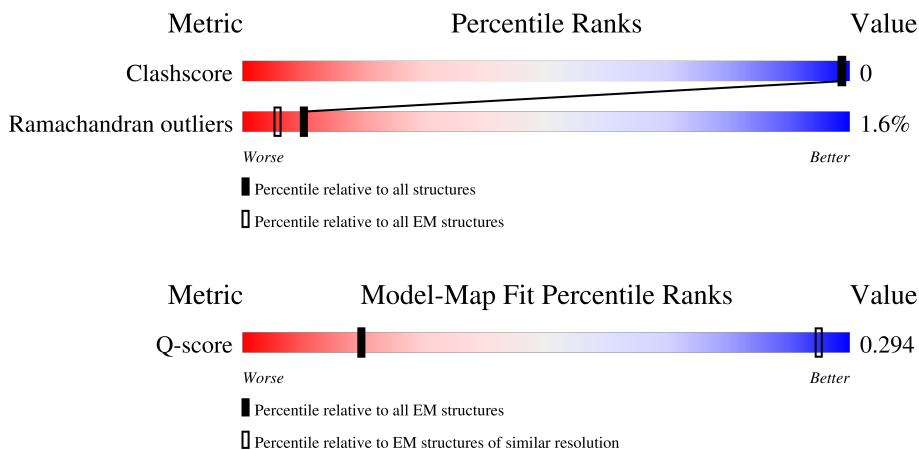 Metric Percentile Ranks Value
Clashscore 0
Ramachandran outliers 1.6%
Worse Better
Percentile relative to all structures
Percentile relative to all EM structures
Metric Model-Map Fit Percentile Ranks Value
Q-score 0.294
Worse Better
Percentile relative to all EM structures
Percentile relative to EM structures of similar resolution